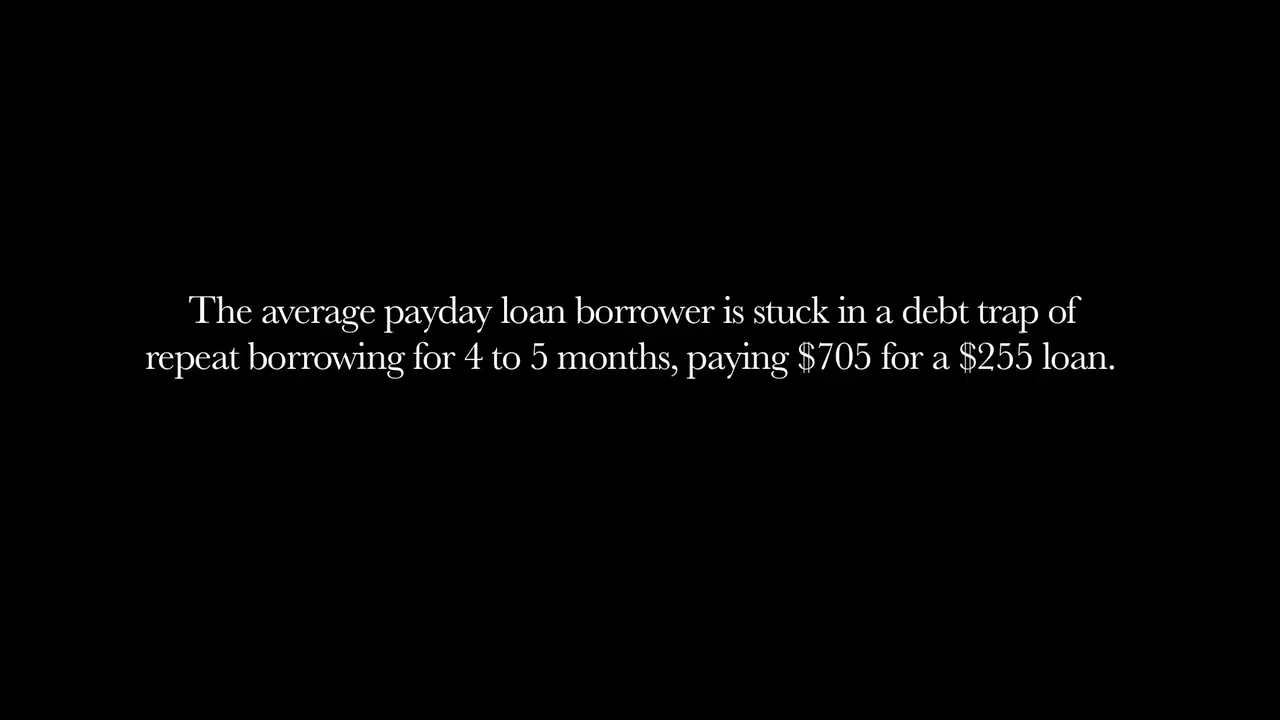 The average payday loan borrower is stuck in a debt trap of
repeat borrowing for 4 to 5 months, paying $705 for a $255 loan.